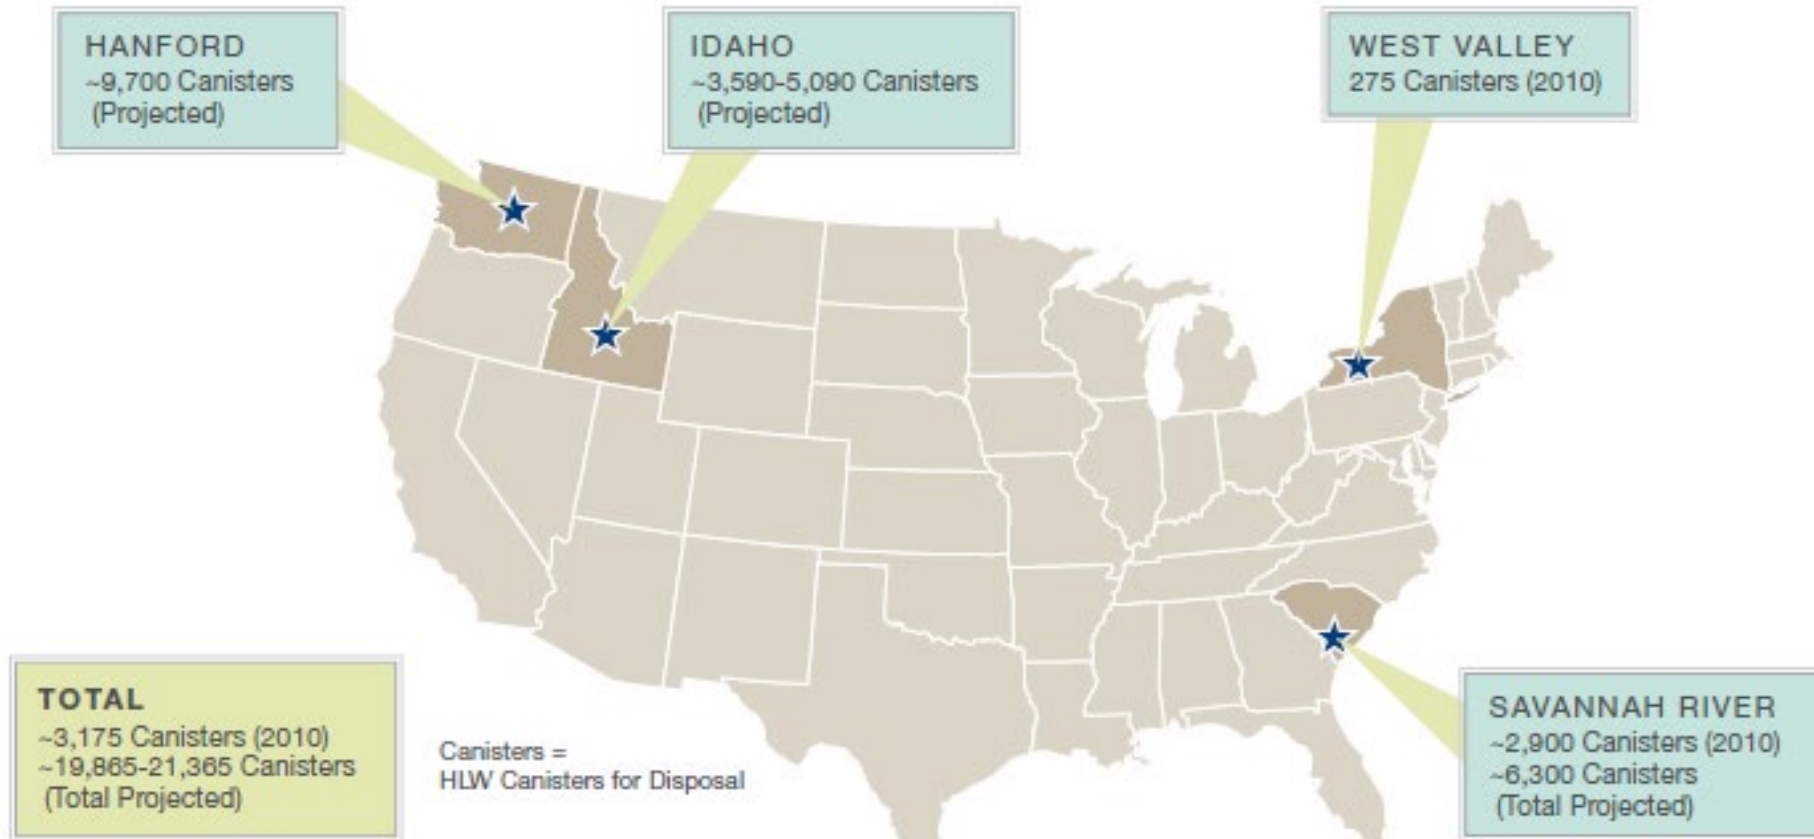 HANFORD
~9,700 Canisters
(Projected)
IDAHO
~3,590-5,090 Canisters
(Projected)
WEST VALLEY
275 Canisters (2010)
TOTAL
~3,175 Canisters (2010)
~19,865-21,365 Canisters
(Total Projected)
Canisters =
HLW Canisters for Disposal
SAVANNAH RIVER
~2,900 Canisters (2010)
~6,300 Canisters
(Total Projected)